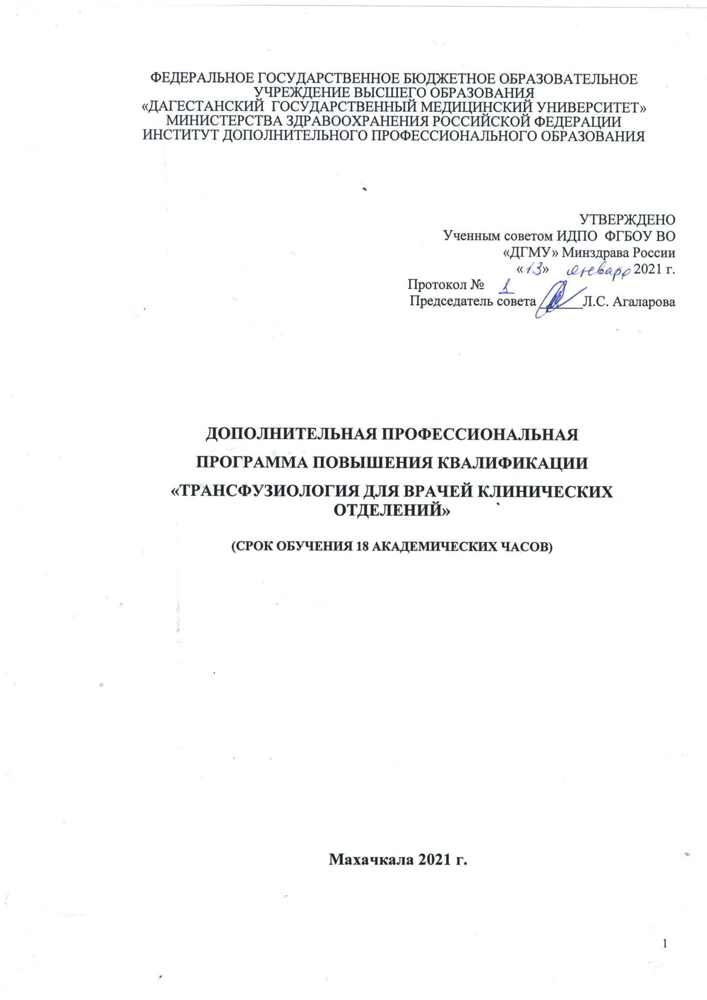 ФЕДЕРАЛЬНОЕ ГОСУДАРСТВЕННОЕ БЮДЖЕТНОЕ ОБРАЗОВАТЕЛЬНОЕ
УЧРЕЖДЕНИЕ ВЫСШЕГО ОБРАЗОВАНИЯ
«ДАГЕСТАНСКИЙ ГОСУДАРСТВЕННЫЙ МЕДИЦИНСКИЙ УНИВЕРСИТЕТ»
МИНИСТЕРСТВА ЗДРАВООХРАНЕНИЯ РОССИЙСКОЙ ФЕДЕРАЦИИ
ИНСТИТУТ ДОПОЛНИТЕЛЬНОГО ПРОФЕССИОНАЛЬНОГО ОБРАЗОВАНИЯ
УТВЕРЖДЕНО
Ученным советом ИДПО ФГБОУ ВО
«ДГМУ» Минздрава России
«13» января 2021 г.
Протокол № 1
Председатель совета ______Л.С. Агаларова
ДОПОЛНИТЕЛЬНАЯ ПРОФЕССИОНАЛЬНАЯ
ПРОГРАММА ПОВЫШЕНИЯ КВАЛИФИКАЦИИ
«ТРАНСФУЗИОЛОГИЯ ДЛЯ ВРАЧЕЙ КЛИНИЧЕСКИХ
ОТДЕЛЕНИЙ»
(СРОК ОБУЧЕНИЯ 18 АКАДЕМИЧЕСКИХ ЧАСОВ)
Махачкала 2021 г.
1